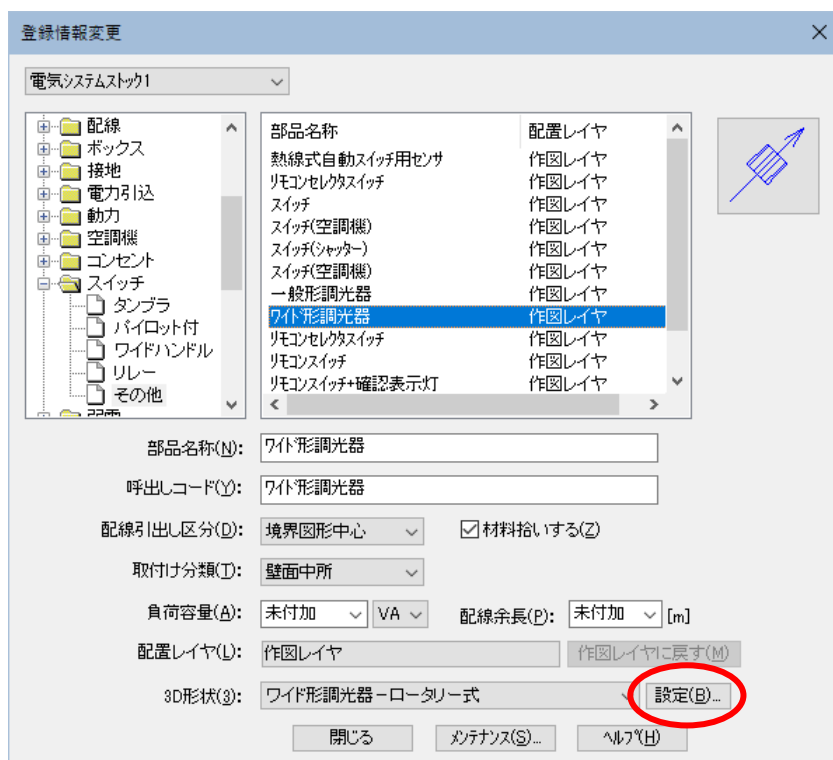 登録情報変更
電気ｼｽﾃﾑｽﾄｯｸ1
配線
ボックス
接地
電力引込
動力
空調機
コンセント
スイッチ
タンブラ
パイロット付
ワイドハンドル
リレー
その他
部品名称 配置レイヤ
熱線式自動ｽｲｯﾁ用ｾﾝｻ 作図レイヤ
ﾘﾓｺﾝｾﾚｸﾀｽｲｯﾁ 作図レイヤ
ｽｲｯﾁ 作図レイヤ
ｽｲｯﾁ(空調機) 作図レイヤ
ｽｲｯﾁ(ｼｬｯﾀｰ) 作図レイヤ
ｽｲｯﾁ(空調機) 作図レイヤ
一般形調光器 作図レイヤ
ﾜｲﾄﾞ形調光器 作図レイヤ
ﾘﾓｺﾝｾﾚｸﾀｽｲｯﾁ 作図レイヤ
ﾘﾓｺﾝｽｲｯﾁ 作図レイヤ
ﾘﾓｺﾝｽｲｯﾁ+確認表示灯 作図レイヤ
部品名称(N): ﾜｲﾄﾞ形調光器
呼出しコード(Y): ﾜｲﾄﾞ形調光器
配線引出し区分(D): 境界図形中心 材料拾いする(Z)
取付け分類(T): 壁面中所
負荷容量(A): 未付加 VA 配線余長(P): 未付加 [m]
配置レイヤ(L): 作図レイヤ 作図レイヤに戻す(M)
3D形状(3): ワイド形調光器－ロータリー式 設定(B)...
閉じる ﾒﾝﾃﾅﾝｽ(S)... ﾍﾙﾌﾟ(H)